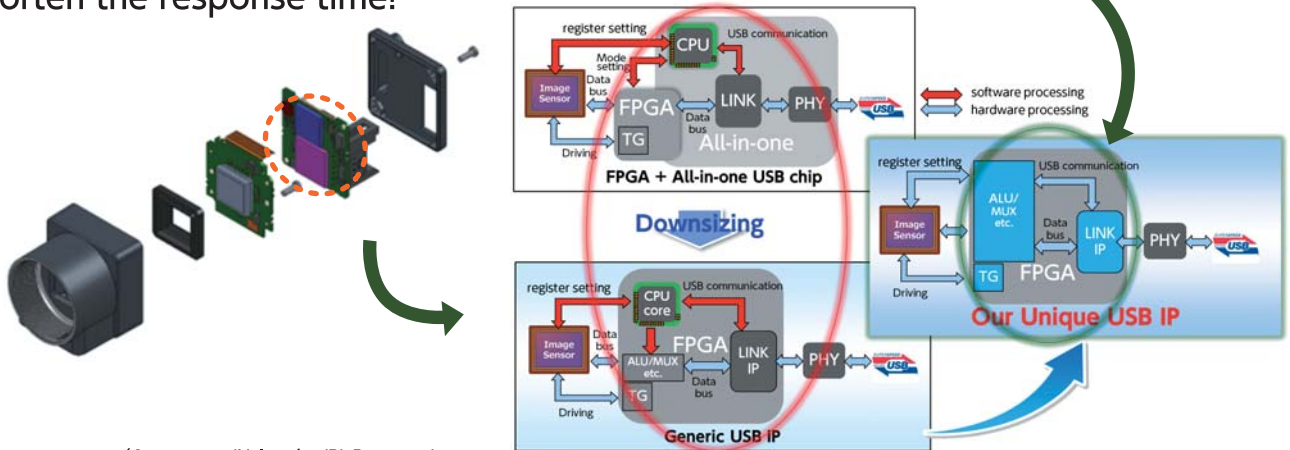 orten the response time!
register setting
USB communication
CPU
Mode
setting
Data
bus
Image
Sensor
FPGA
LINK
PHY
USB
Data
bus
TG
All-in-one
Driving
FPGA + All-in-one USB chip
software processing
hardware processing
Downsizing
register setting
USB communication
CPU
core
Data
bus
Image
Sensor
FPGA
ALU/MUX
etc.
LINK
IP
PHY
USB
Data
bus
TG
Driving
Generic USB IP
register setting
USB communication
ALU/
MUX
etc.
Image
Sensor
Data
bus
LINK
IP
PHY
USB
TG
FPGA
Driving
Our Unique USB IP